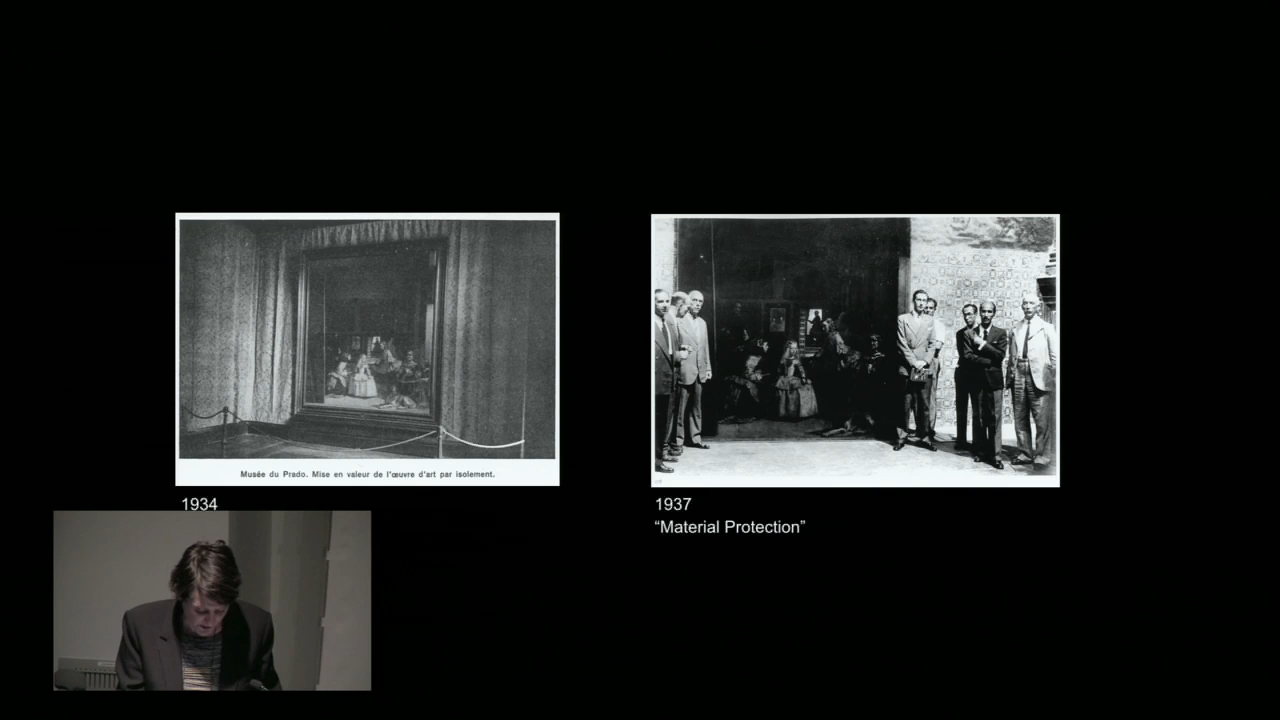 Musée du Prado. Mise en valeur de l'œuvre d'art par isolement.
1934
1937
“Material Protection”